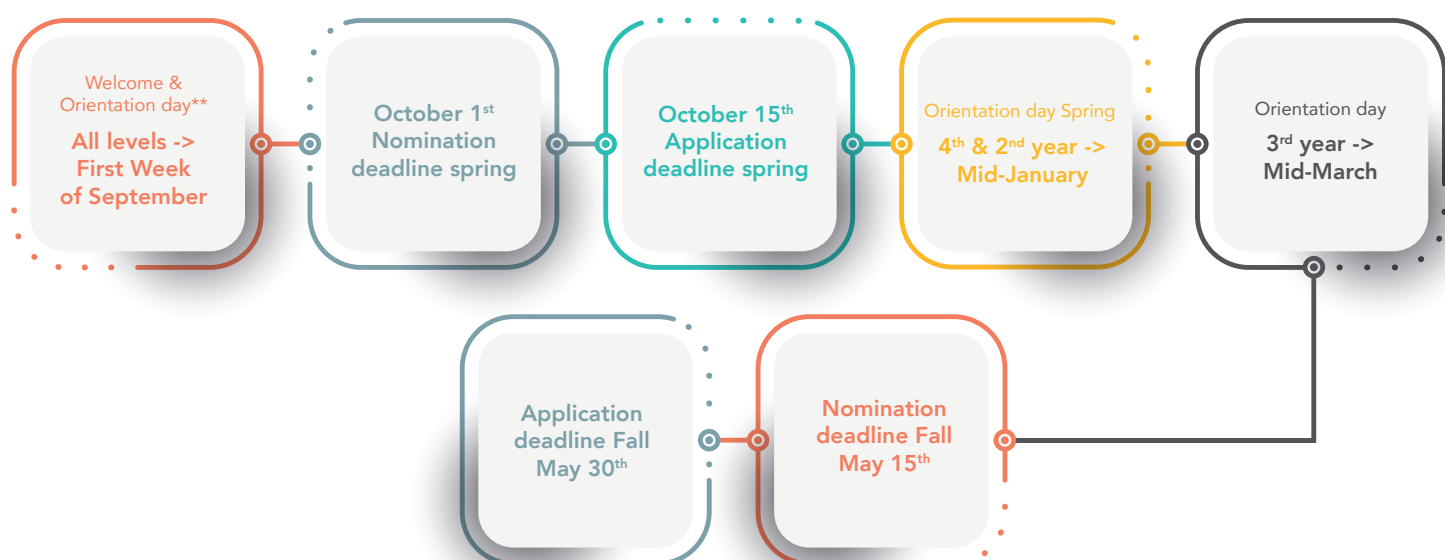 Welcome &
Orientation day**
All levels ->
First Week
of September
October 1st
Nomination
deadline spring
October 15th
Application
deadline spring
Orientation day Spring
4th & 2nd year ->
Mid-January
Orientation day
3rd year ->
Mid-March
Nomination
deadline Fall
May 15th
Application
deadline Fall
May 30th